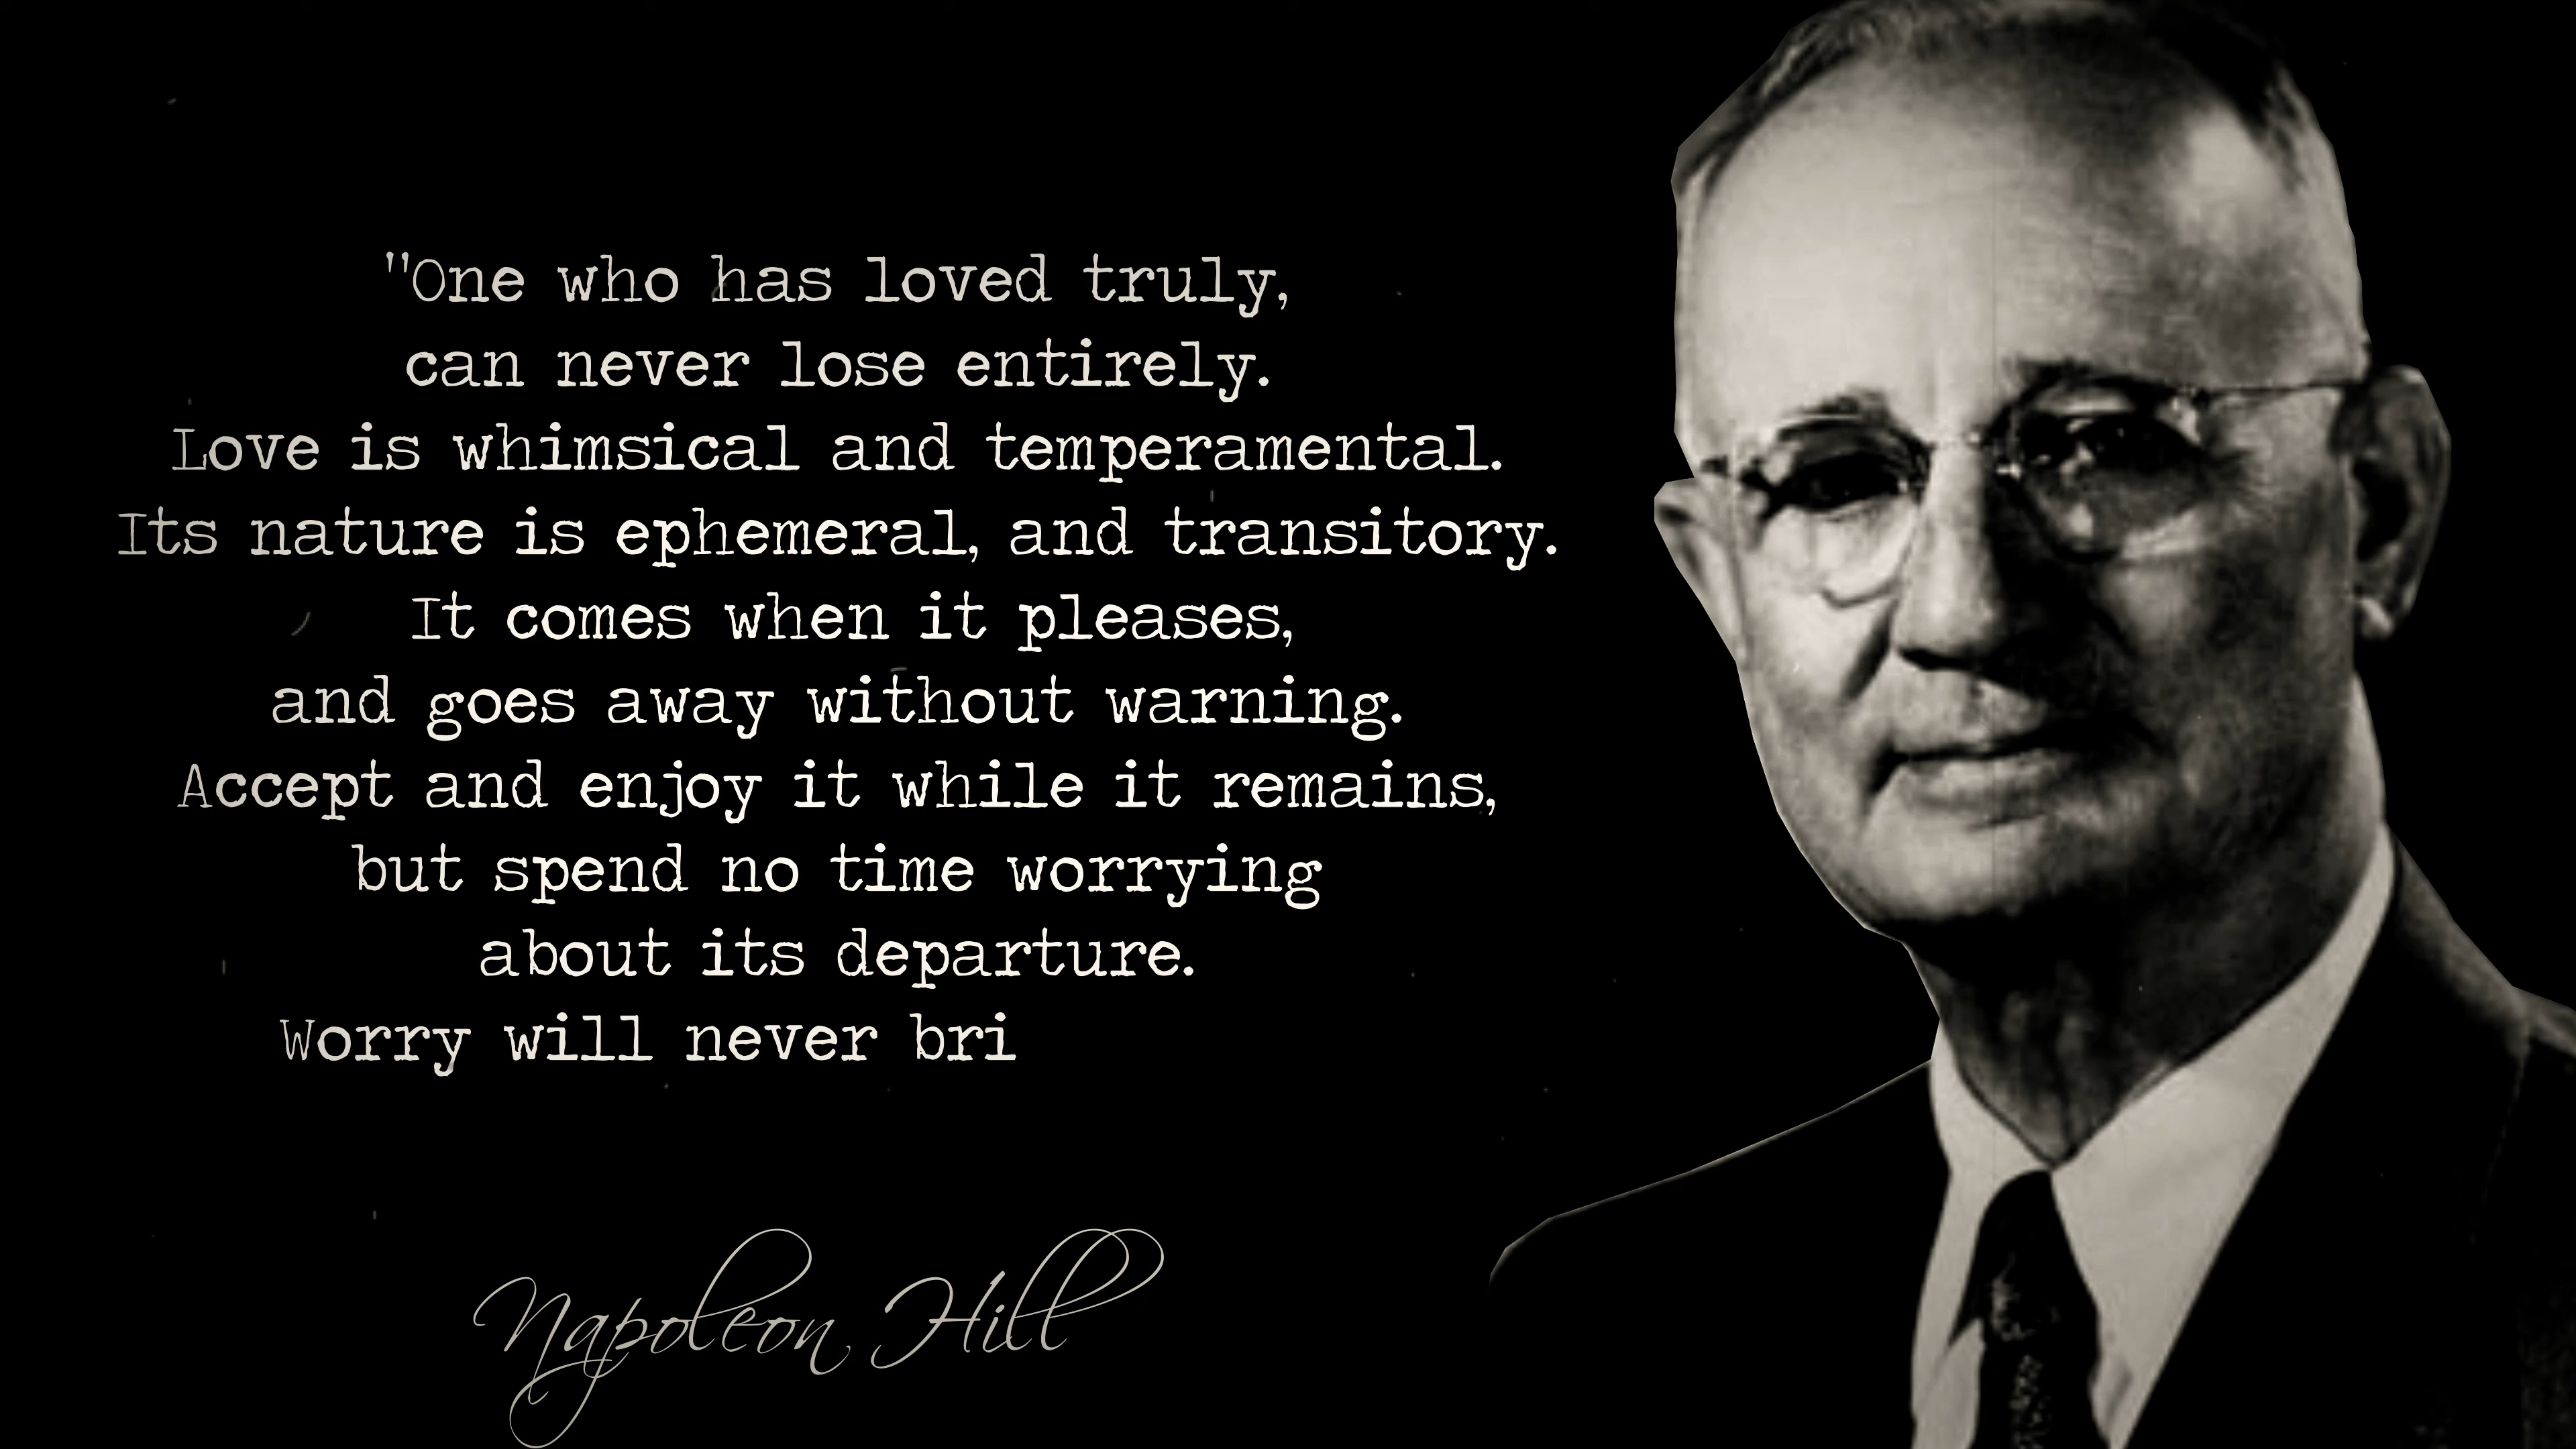 "One who has loved truly,
can never lose entirely.
Love is whimsical and temperamental.
Its nature is ephemeral, and transitory.
It comes when it pleases,
and goes away without warning.
Accept and enjoy it while it remains,
but spend no time worrying
about its departure.
Worry will never bri
Napoleon Hill